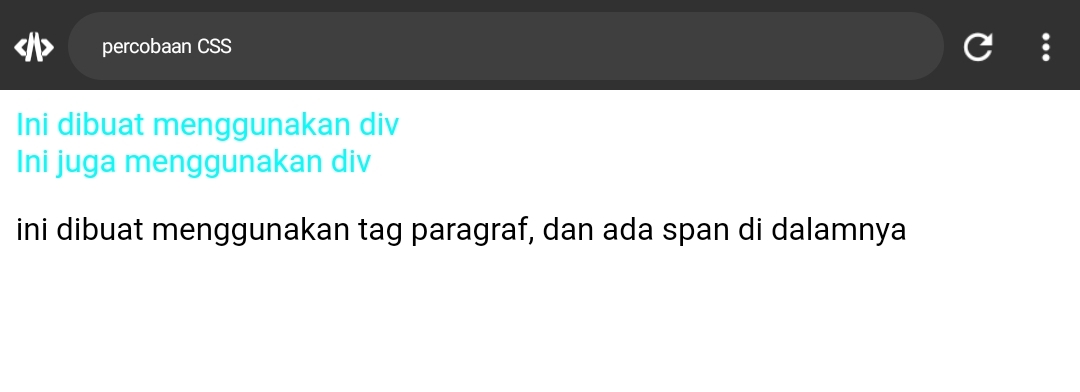 percobaan CSS
Ini dibuat menggunakan div
Ini juga menggunakan div
ini dibuat menggunakan tag paragraf, dan ada span di dalamnya